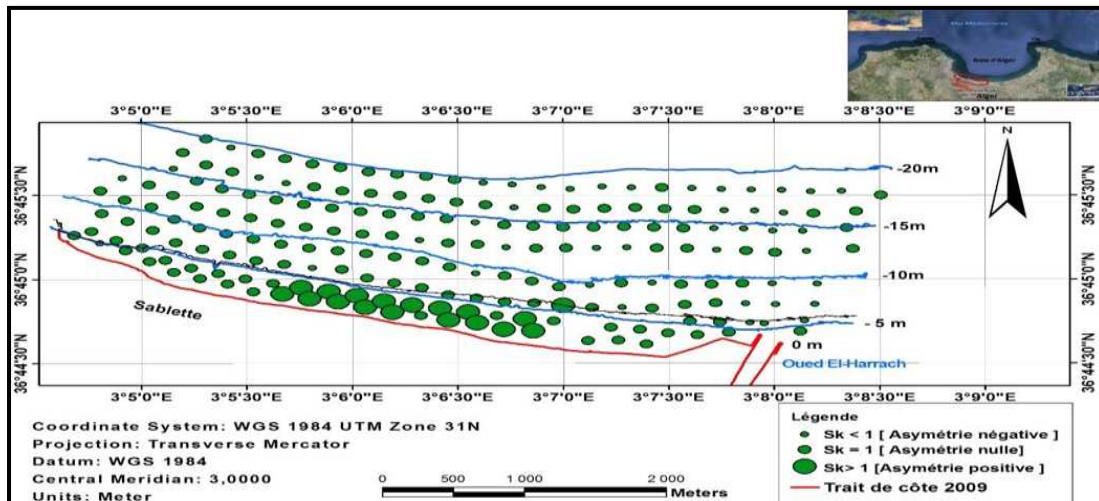 Baie d'Alger
Alger
3°5'0"E 3°5'30"E 3°6'0"E 3°6'30"E 3°7'0"E 3°7'30"E 3°8'0"E 3°8'30"E 3°9'0"E
N
-20m
36°45'30"N 36°45'30"N
-15m
-10m
36°45'0"N 36°45'0"N
Sablette
- 5 m
0 m
36°44'30"N 36°44'30"N
Oued El-Harrach
3°5'0"E 3°5'30"E 3°6'0"E 3°6'30"E 3°7'0"E 3°7'30"E 3°8'0"E 3°8'30"E 3°9'0"E
Coordinate System: WGS 1984 UTM Zone 31N
Projection: Transverse Mercator
Datum: WGS 1984
Central Meridian: 3,0000
Units: Meter
0 500 1 000 2 000
Meters
Légende
Sk < 1 [ Asymétrie négative ]
Sk = 1 [ Asymétrie nulle]
Sk> 1 [Asymétrie positive ]
Trait de côte 2009